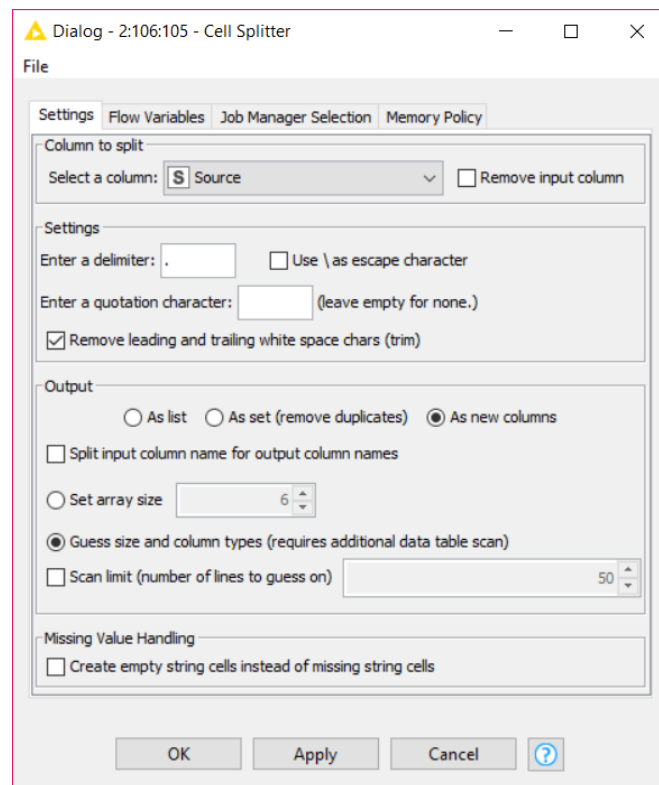 Dialog - 2:106:105 - Cell Splitter
File
Settings Flow Variables Job Manager Selection Memory Policy
Column to split
Select a column: S Source Remove input column
Settings
Enter a delimiter: . Use \ as escape character
Enter a quotation character: (leave empty for none.)
Remove leading and trailing white space chars (trim)
Output
As list As set (remove duplicates) As new columns
Split input column name for output column names
Set array size 6
Guess size and column types (requires additional data table scan)
Scan limit (number of lines to guess on) 50
Missing Value Handling
Create empty string cells instead of missing string cells
OK Apply Cancel ?